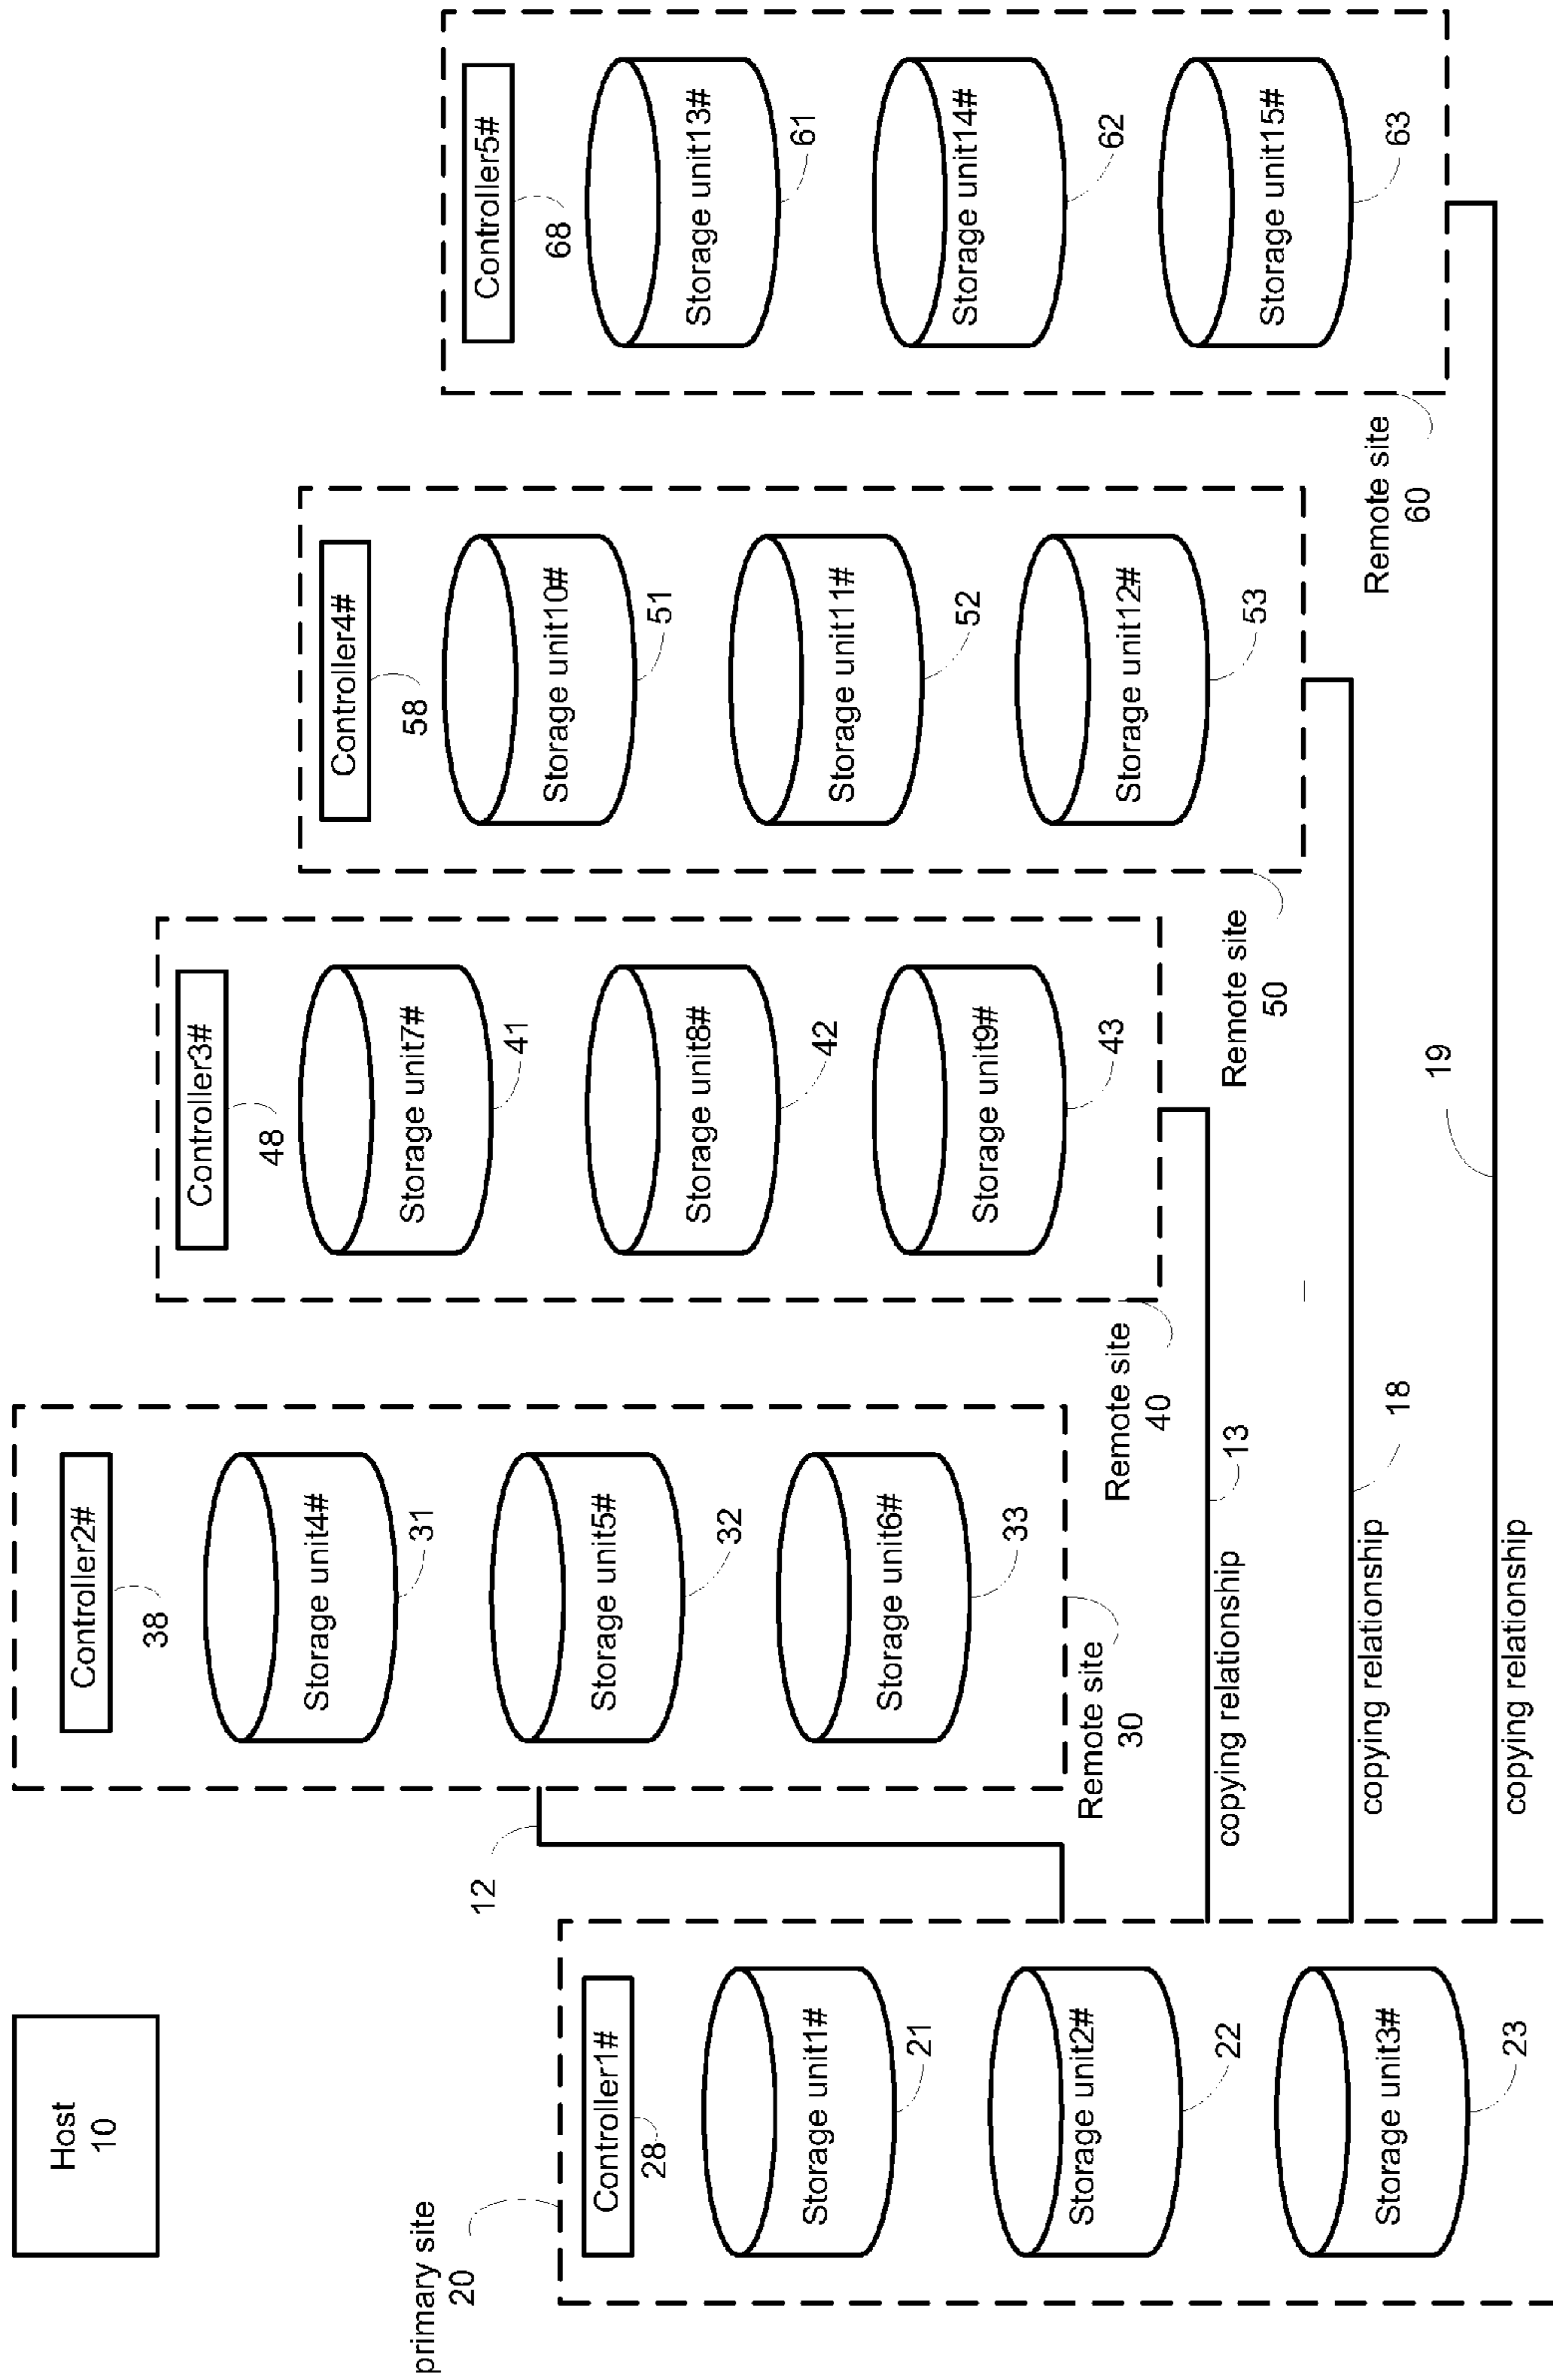 Host
10
primary site
20
Controller1#
28
Storage unit1#
21
Storage unit2#
22
Storage unit3#
23
12
Controller2#
38
Storage unit4#
31
Storage unit5#
32
Storage unit6#
33
Remote site
30
Controller3#
48
Storage unit7#
41
Storage unit8#
42
Storage unit9#
43
Remote site
40
copying relationship
13
Controller4#
58
Storage unit10#
51
Storage unit11#
52
Storage unit12#
53
Remote site
50
copying relationship
18
Controller5#
68
Storage unit13#
61
Storage unit14#
62
Storage unit15#
63
Remote site
60
copying relationship
19